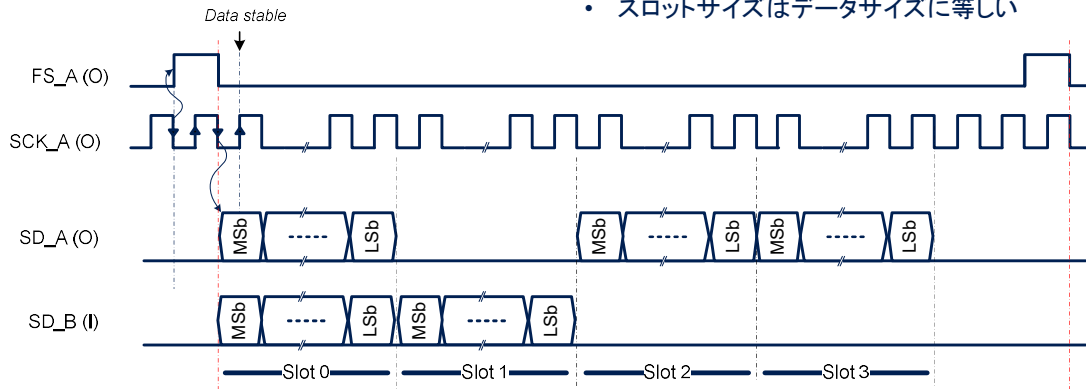 • スロットサイズはデータサイズに等しい
Data stable
FS_A (O)
SCK_A (O)
SD_A (O)
MSb
LSb
MSb
LSb
MSb
LSb
SD_B (I)
MSb
LSb
MSb
LSb
Slot 0
Slot 1
Slot 2
Slot 3